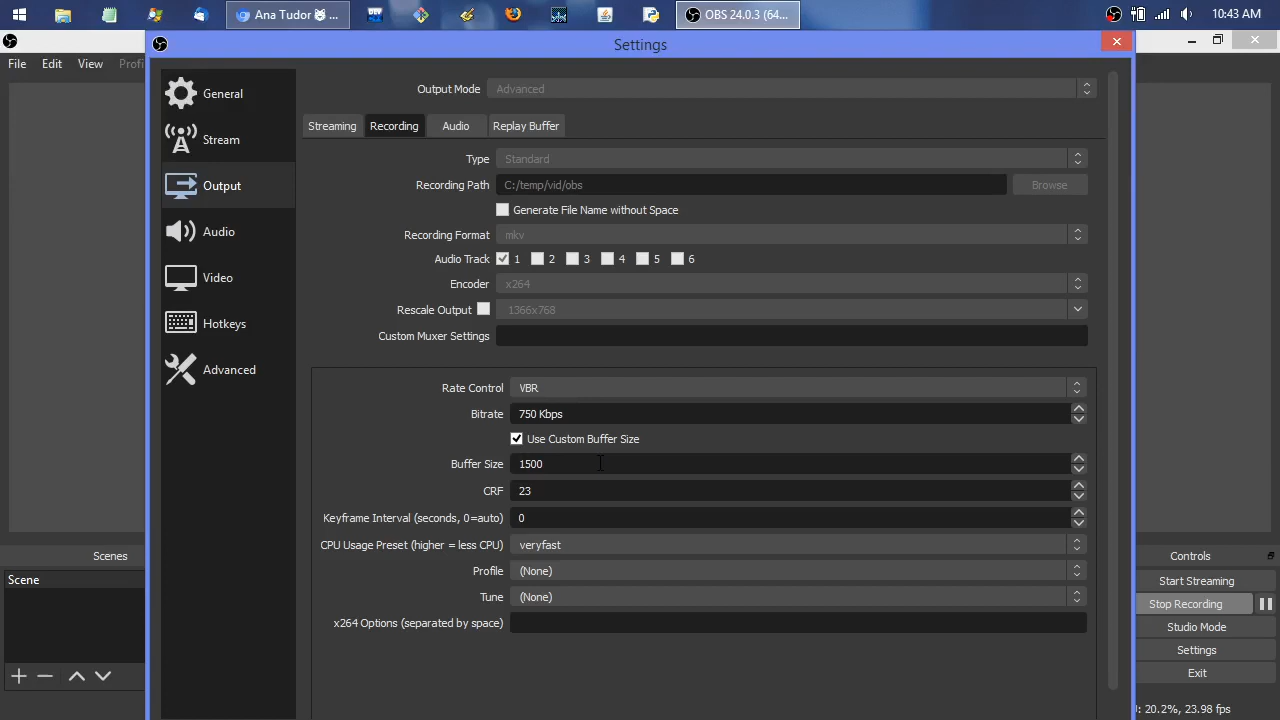 Ana Tudor ...
OBS 24.0.3 (64...
10:43 AM
Settings
File Edit View Profi
General
Stream
Output
Audio
Video
Hotkeys
Advanced
Output Mode Advanced
Streaming Recording Audio Replay Buffer
Type Standard
Recording Path C:/temp/vid/obs Browse
Generate File Name without Space
Recording Format mkv
Audio Track 1 2 3 4 5 6
Encoder x264
Rescale Output 1366x768
Custom Muxer Settings
Rate Control VBR
Bitrate 750 Kbps
Use Custom Buffer Size
Buffer Size 1500
CRF 23
Keyframe Interval (seconds, 0=auto) 0
CPU Usage Preset (higher = less CPU) veryfast
Profile (None)
Tune (None)
x264 Options (separated by space)
Scenes
Scene
Controls
Start Streaming
Stop Recording
Studio Mode
Settings
Exit
: 20.2%, 23.98 fps